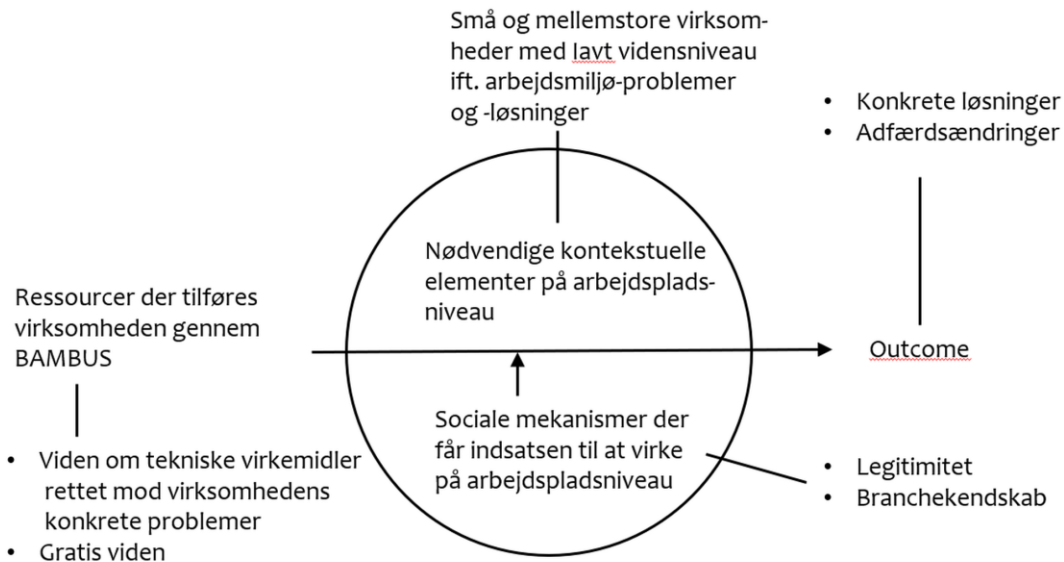 Små og mellemstore virksom-
heder med lavt vidensniveau
ift. arbejdsmiljø-problemer
og -løsninger
• Konkrete løsninger
• Adfærdsændringer
Nødvendige kontekstuelle
elementer på arbejdsplads-
niveau
Ressourcer der tilføres
virksomheden gennem
BAMBUS
Outcome
Sociale mekanismer der
får indsatsen til at virke
på arbejdspladsniveau
• Viden om tekniske virkemidler
rettet mod virksomhedens
konkrete problemer
• Gratis viden
• Legitimitet
• Branchekendskab